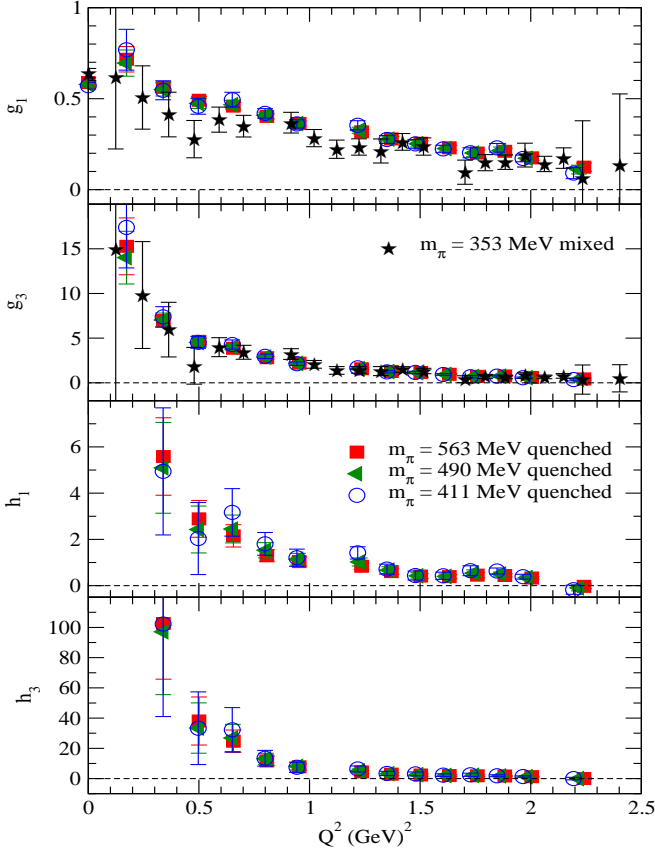 1
0.5
0
g1
15
10
5
0
g3
★ mπ = 353 MeV mixed
6
4
2
0
h1
mπ = 563 MeV quenched
mπ = 490 MeV quenched
mπ = 411 MeV quenched
100
80
60
40
20
0
h3
0 0.5 1 1.5 2 2.5
Q² (GeV)²